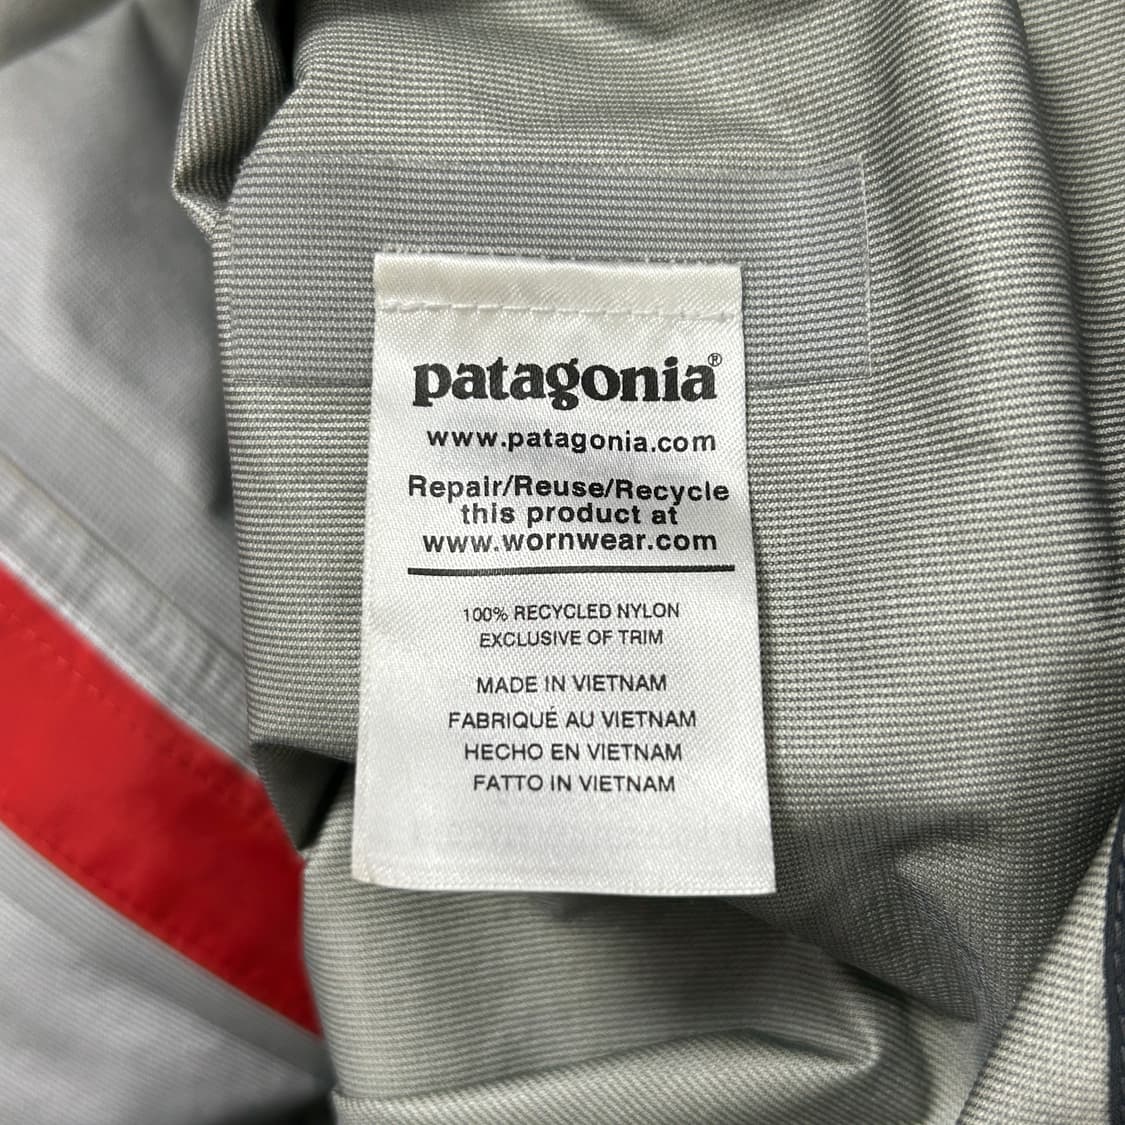 patagonia®
www.patagonia.com
Repair/Reuse/Recycle
this product at
www.wornwear.com
100% RECYCLED NYLON
EXCLUSIVE OF TRIM
MADE IN VIETNAM
FABRIQUÉ AU VIETNAM
HECHO EN VIETNAM
FATTO IN VIETNAM